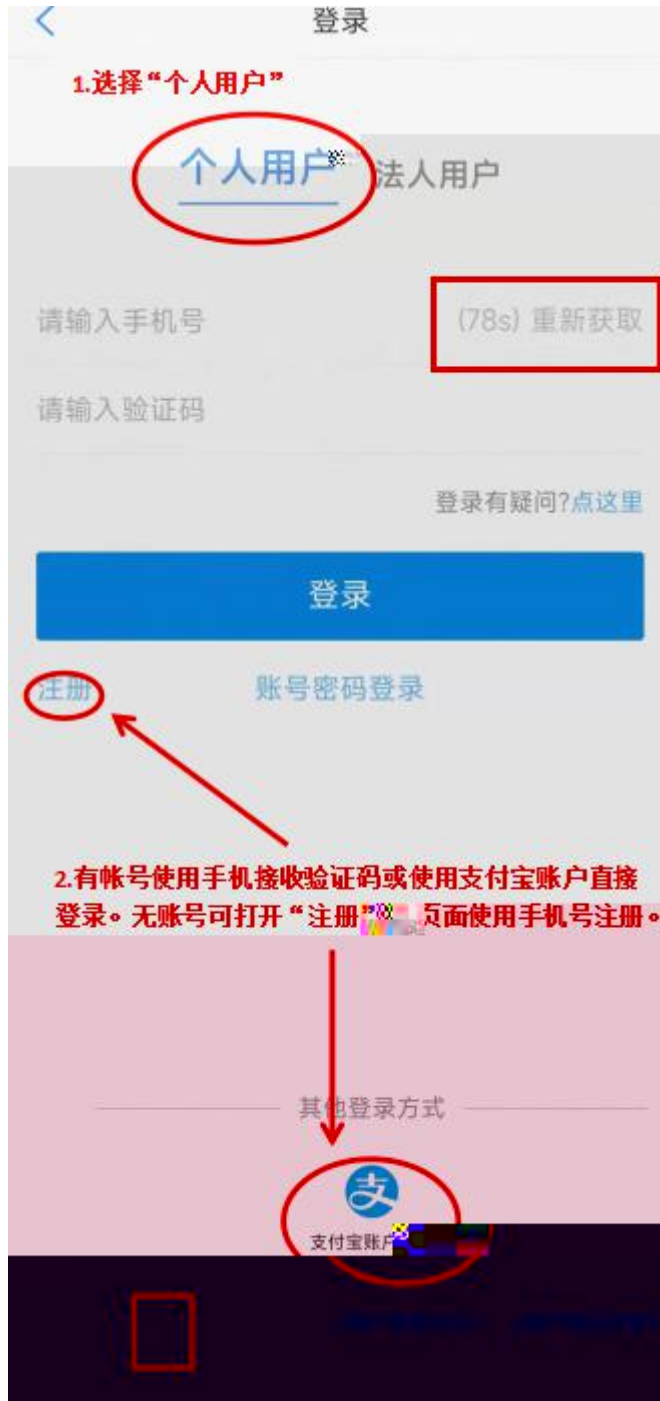 登录
1.选择“个人用户”
个人用户 法人用户
请输入手机号 (78s) 重新获取
请输入验证码
登录有疑问?点这里
登录
注册 账号密码登录
2.有帐号使用手机接收验证码或使用支付宝账户直接
登录。无账号可打开“注册” 页面使用手机号注册。
其他登录方式
支
支付宝账户